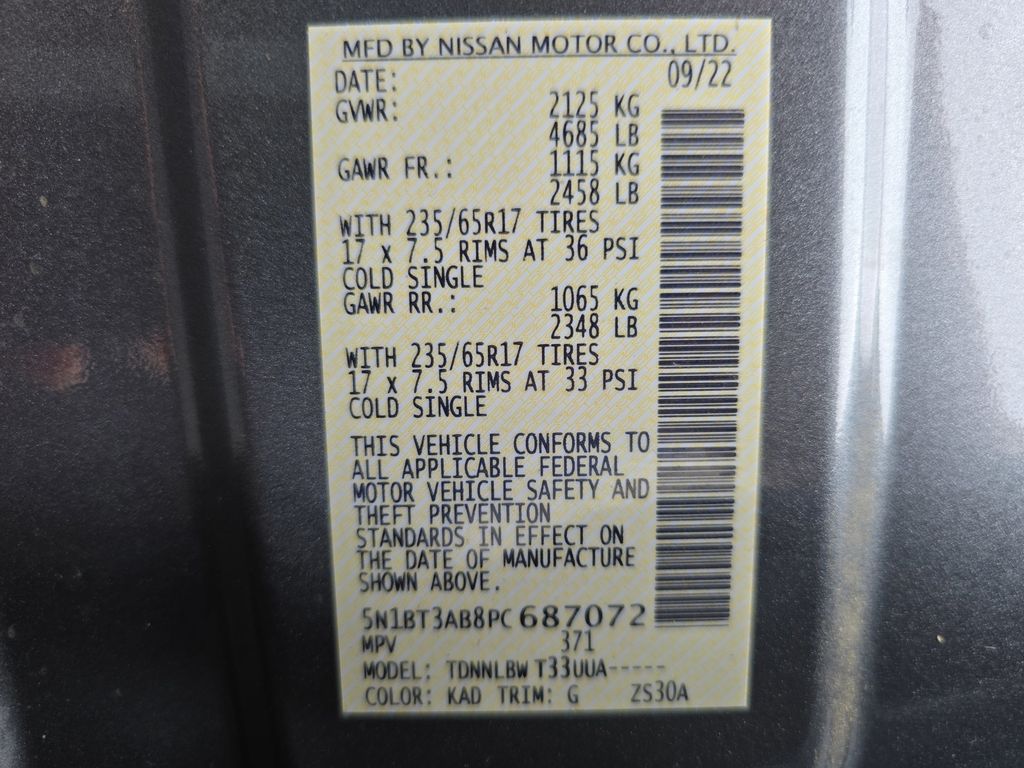 MFD BY NISSAN MOTOR CO., LTD.
DATE: 09/22
GVWR: 2125 KG
4685 LB
GAWR FR.: 1115 KG
2458 LB
WITH 235/65R17 TIRES
17 x 7.5 RIMS AT 36 PSI
COLD SINGLE
GAWR RR.: 1065 KG
2348 LB
WITH 235/65R17 TIRES
17 x 7.5 RIMS AT 33 PSI
COLD SINGLE
THIS VEHICLE CONFORMS TO
ALL APPLICABLE FEDERAL
MOTOR VEHICLE SAFETY AND
THEFT PREVENTION
STANDARDS IN EFFECT ON
THE DATE OF MANUFACTURE
SHOWN ABOVE.
5N1BT3AB8PC687072
MPV 371
MODEL: TDNNLBW T33UUA-----
COLOR: KAD TRIM: G ZS30A